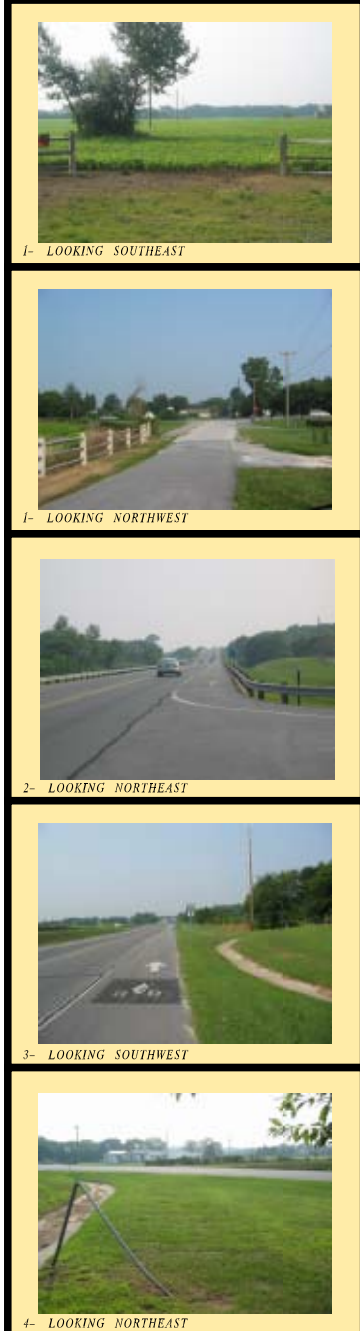 1- LOOKING SOUTHEAST
1- LOOKING NORTHWEST
2- LOOKING NORTHEAST
3- LOOKING SOUTHWEST
4- LOOKING NORTHEAST